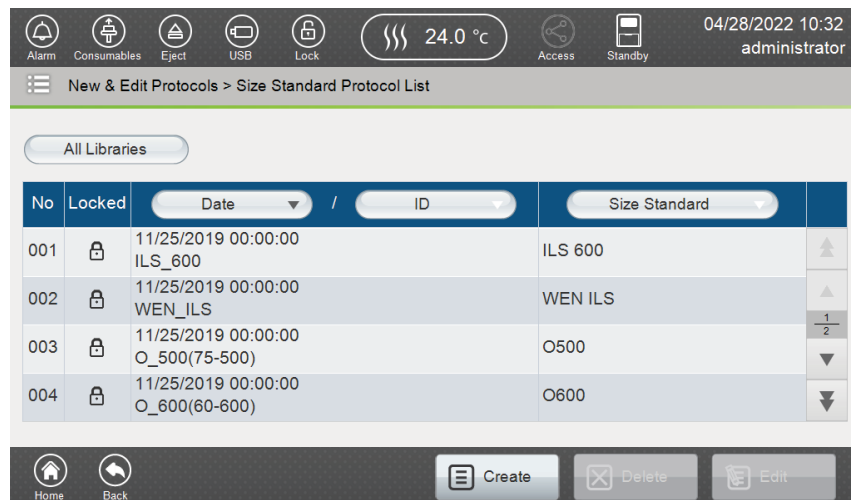 04/28/2022 10:32
24.0 °c
administrator
Alarm Consumables Eject USB Lock Access Standby
New & Edit Protocols > Size Standard Protocol List
All Libraries
No Locked Date / ID Size Standard
11/25/2019 00:00:00
001 ILS 600
ILS_600
11/25/2019 00:00:00
002 WEN ILS
WEN_ILS
1
2
11/25/2019 00:00:00
003 O500
O_500(75-500)
11/25/2019 00:00:00
004 O600
O_600(60-600)
Create Delete Edit
Home Back